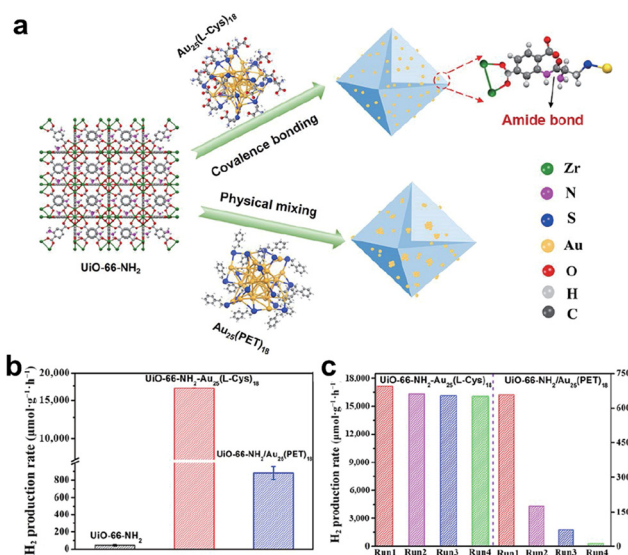 a
Au25(L-Cys)18
Covalence bonding
Amide bond
Physical mixing
UiO-66-NH2
Au25(PET)18
Zr
N
S
Au
O
H
C
b
H2 production rate (μmol·g-1·h-1)
20,000
15,000
10,000
800
600
400
200
0
UiO-66-NH2-Au25(L-Cys)18
UiO-66-NH2/Au25(PET)18
UiO-66-NH2
c
H2 production rate (μmol·g-1·h-1)
18,000
15,000
12,000
9,000
6,000
3,000
0
UiO-66-NH2-Au25(L-Cys)18
UiO-66-NH2/Au25(PET)18
750
600
450
300
150
0
Run1 Run2 Run3 Run4 Run1 Run2 Run3 Run4